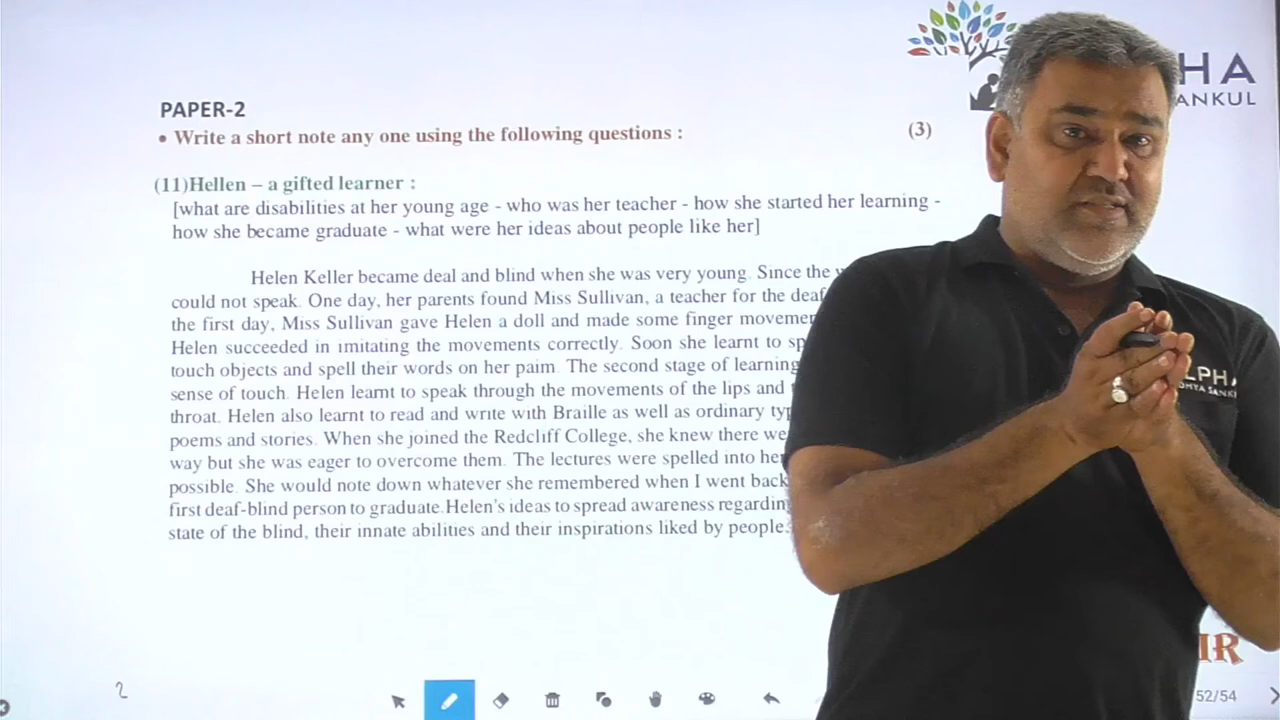 HA
ANKUL
PAPER-2
• Write a short note any one using the following questions : (3)
(11)Hellen – a gifted learner :
[what are disabilities at her young age - who was her teacher - how she started her learning -
how she became graduate - what were her ideas about people like her]
Helen Keller became deal and blind when she was very young. Since the
could not speak. One day, her parents found Miss Sullivan, a teacher for the deaf
the first day, Miss Sullivan gave Helen a doll and made some finger
Helen succeeded in imitating the movements correctly. Soon she learnt to
touch objects and spell their words on her paim. The second stage of learning
sense of touch. Helen learnt to speak through the movements of the lips and
throat. Helen also learnt to read and write with Braille as well as ordinary
poems and stories. When she joined the Redcliff College, she knew there
way but she was eager to overcome them. The lectures were spelled into
possible. She would note down whatever she remembered when I went back
first deaf-blind person to graduate.Helen's ideas to spread awareness
state of the blind, their innate abilities and their inspirations liked by people.
LPHA
DHYA SANK
IR
2
52/54